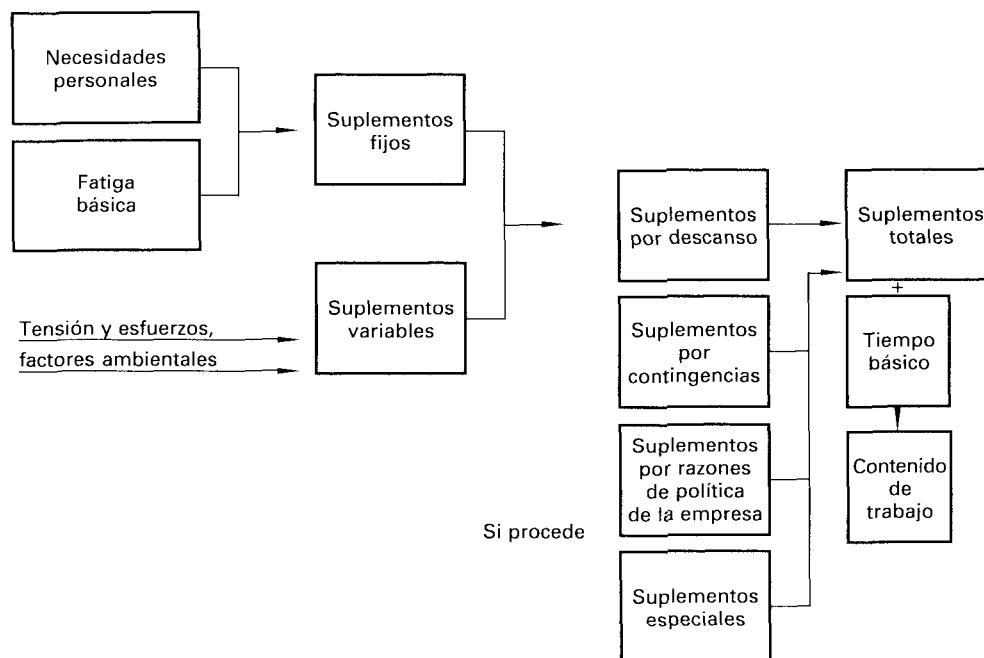 Necesidades
personales
Fatiga
básica
Suplementos
fijos
Suplementos
variables
Tensión y esfuerzos,
factores ambientales
Suplementos
por descanso
Suplementos
por
contingencias
Suplementos
por razones
de política
de la empresa
Si procede
Suplementos
especiales
Suplementos
totales
+
Tiempo
básico
Contenido
de
trabajo